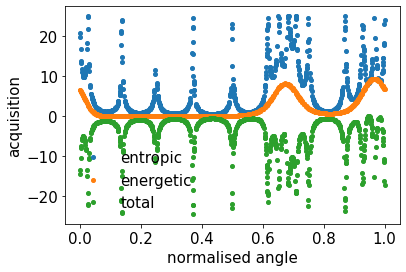 20
10
0
−10
−20
acquisition
entropic
energetic
total
0.0 0.2 0.4 0.6 0.8 1.0
normalised angle